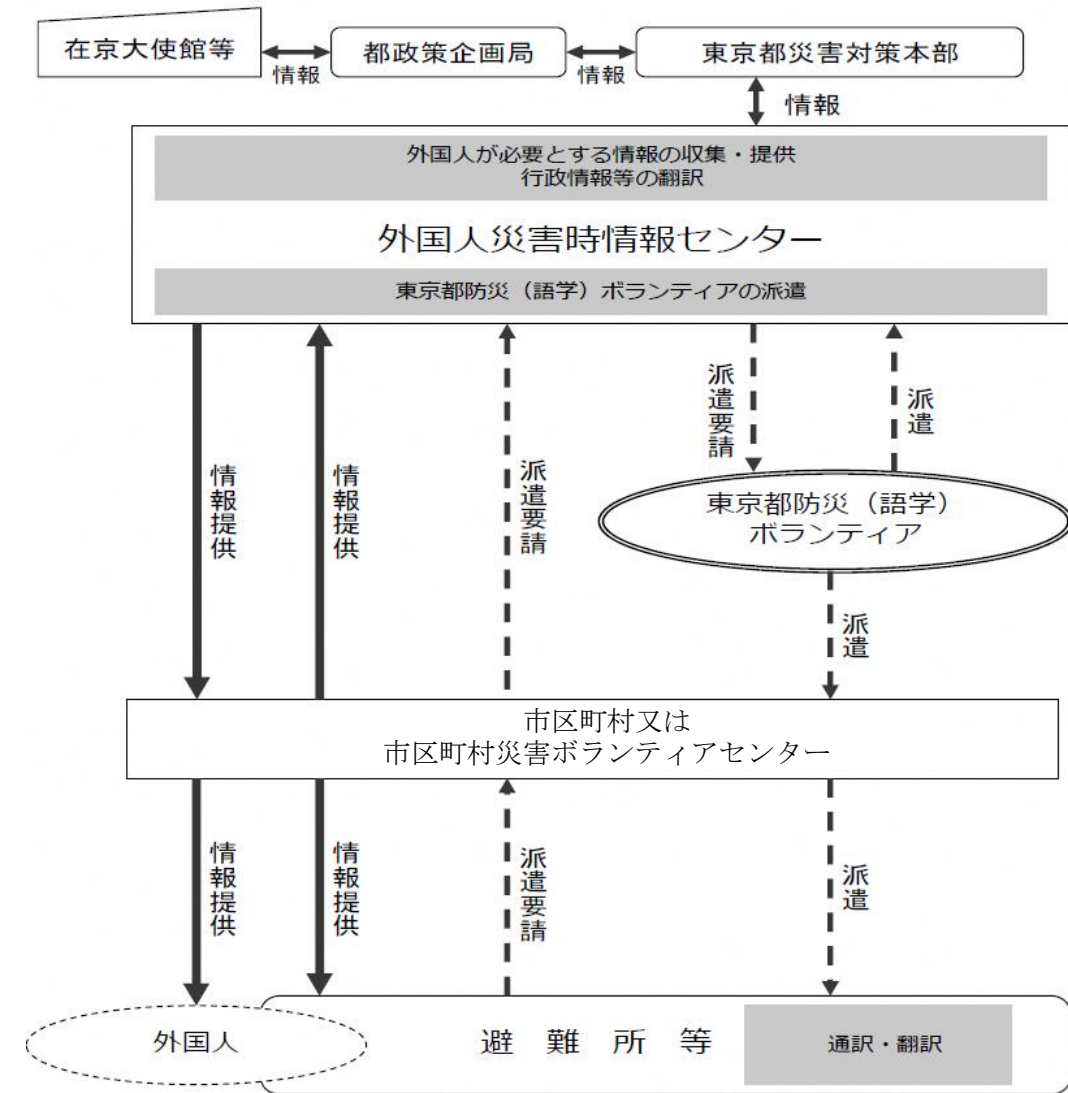 在京大使館等
都政策企画局
東京都災害対策本部
情報
情報
情報
外国人が必要とする情報の収集・提供
行政情報等の翻訳
外国人災害時情報センター
東京都防災（語学）ボランティアの派遣
情報提供
情報提供
派遣要請
派遣要請
派遣
東京都防災（語学）
ボランティア
派遣
市区町村又は
市区町村災害ボランティアセンター
情報提供
情報提供
派遣要請
派遣
外国人
避難所等
通訳・翻訳